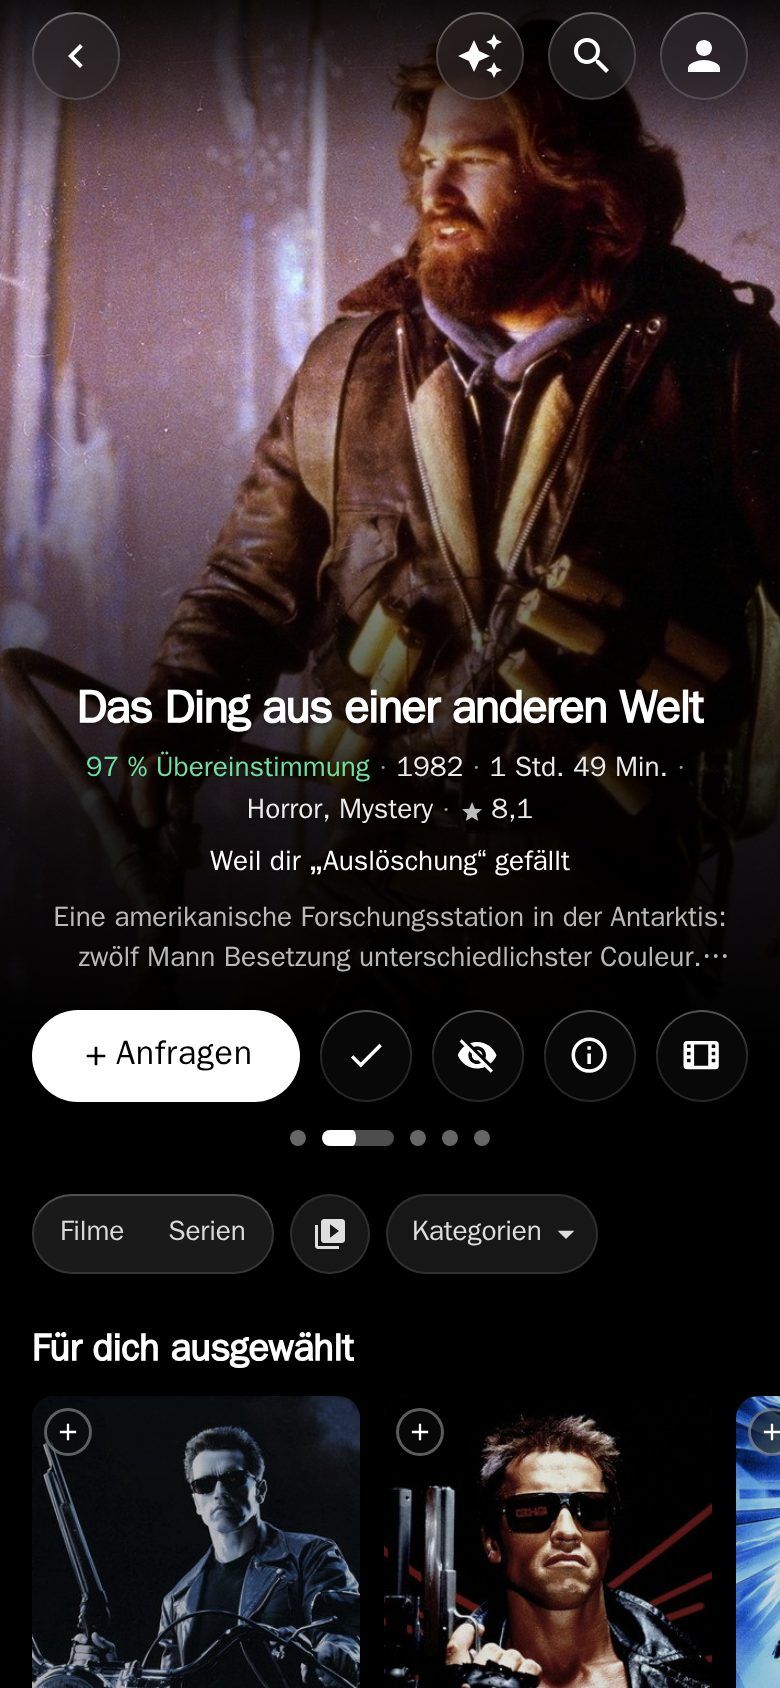 Das Ding aus einer anderen Welt
97 % Übereinstimmung · 1982 · 1 Std. 49 Min. ·
Horror, Mystery · ★ 8,1
Weil dir „Auslöschung“ gefällt
Eine amerikanische Forschungsstation in der Antarktis:
zwölf Mann Besetzung unterschiedlichster Couleur.…
+ Anfragen
Filme Serien Kategorien
Für dich ausgewählt